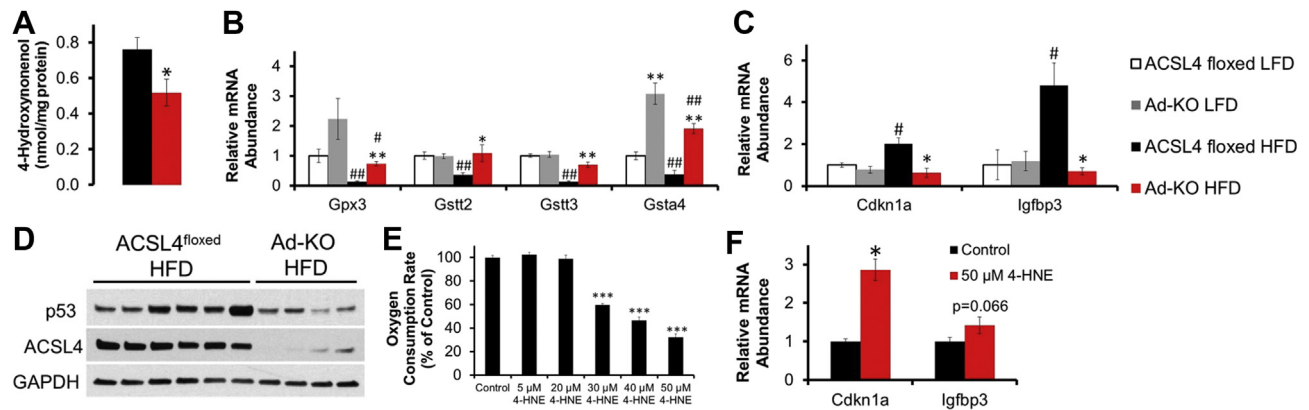 A
4-Hydroxynonenol
(nmol/mg protein)
0.8
0.6
0.4
0.2
0.0
*
B
Relative mRNA
Abundance
4
3
2
1
0
##
#
**
##
*
##
**
**
##
##
**
Gpx3
Gstt2
Gstt3
Gsta4
C
Relative mRNA
Abundance
6
4
2
0
#
*
#
*
Cdkn1a
Igfbp3
ACSL4 floxed LFD
Ad-KO LFD
ACSL4 floxed HFD
Ad-KO HFD
D
ACSL4floxed
HFD
Ad-KO
HFD
p53
ACSL4
GAPDH
E
Oxygen
Consumption Rate
(% of Control)
100
80
60
40
20
0
***
***
***
Control
5 µM
4-HNE
20 µM
4-HNE
30 µM
4-HNE
40 µM
4-HNE
50 µM
4-HNE
F
Relative mRNA
Abundance
3
2
1
0
*
Control
50 µM 4-HNE
p=0.066
Cdkn1a
Igfbp3